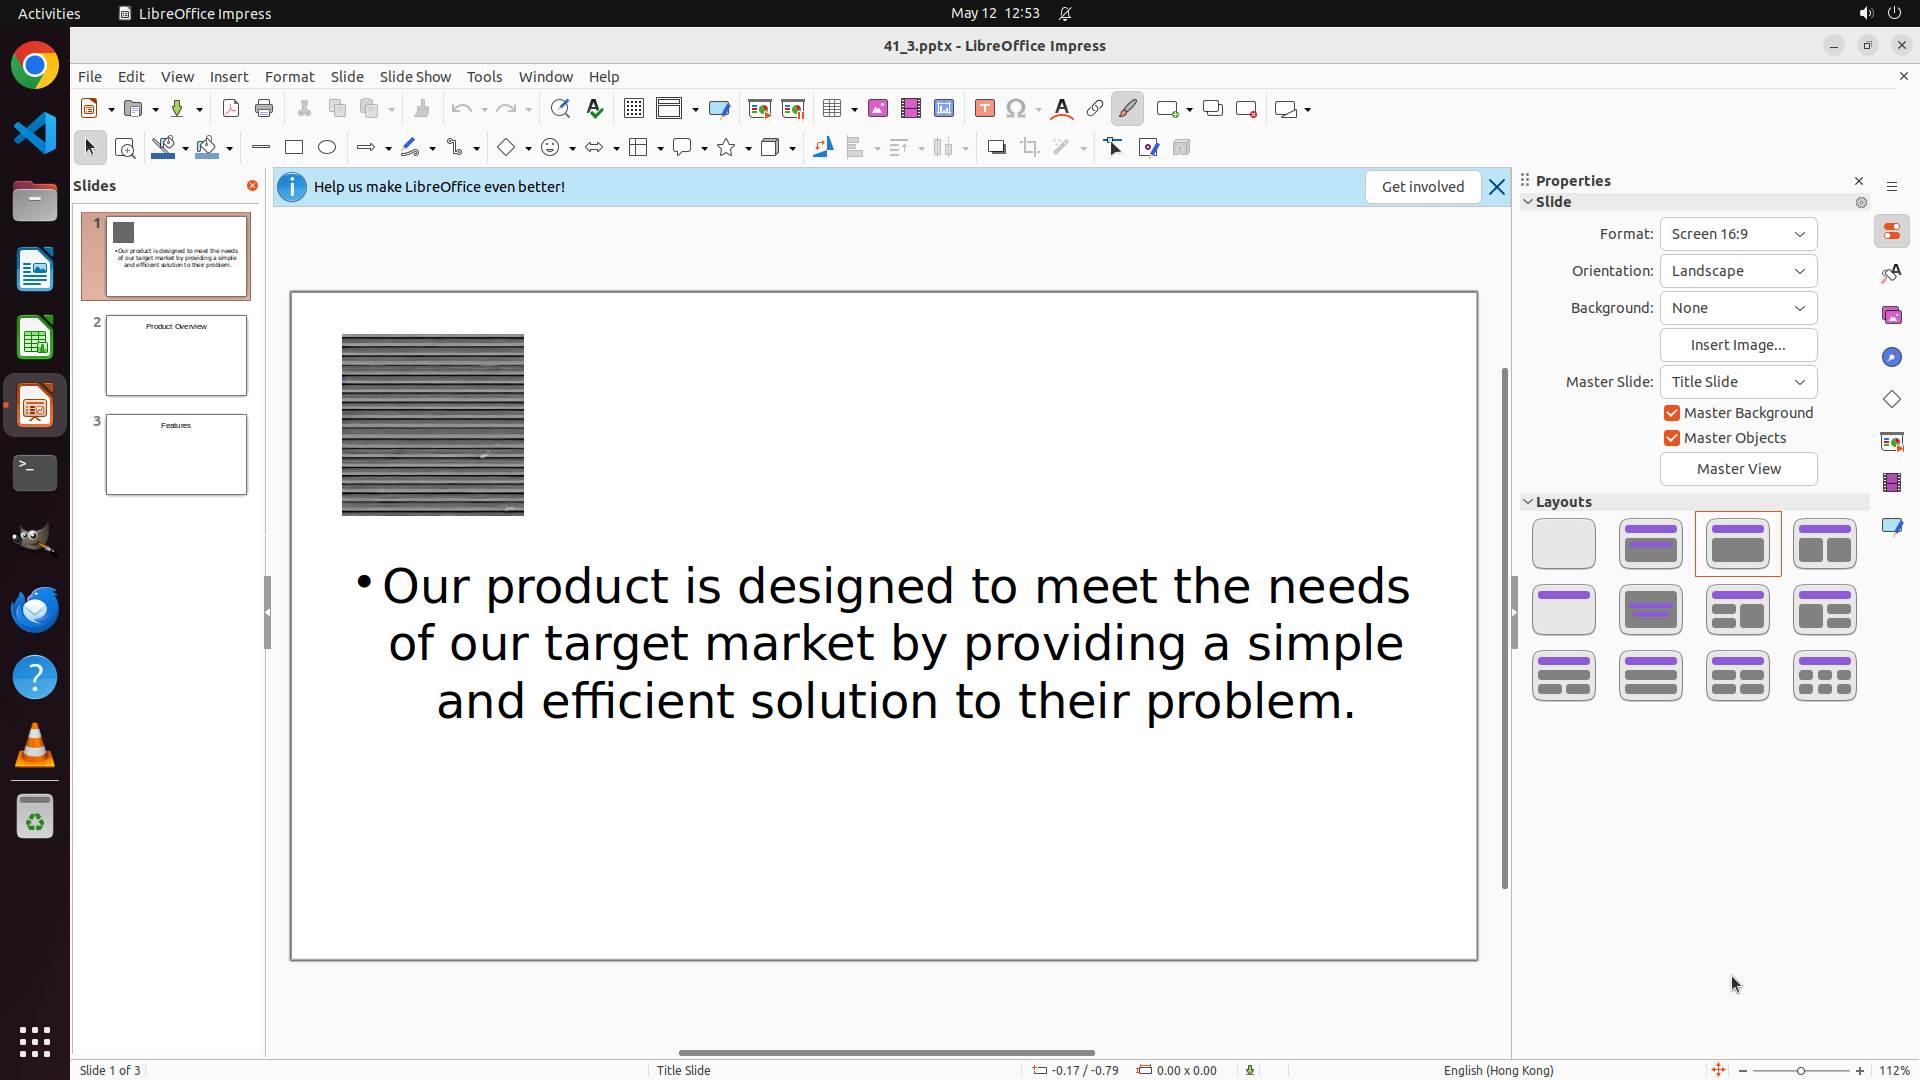 Activities
LibreOffice Impress
May 12 12:53
41_3.pptx - LibreOffice Impress
File Edit View Insert Format Slide Slide Show Tools Window Help
Slides
Help us make LibreOffice even better!
Get involved
Properties
Slide
Format: Screen 16:9
Orientation: Landscape
Background: None
Insert Image...
Master Slide: Title Slide
Master Background
Master Objects
Master View
Layouts
1
•Our product is designed to meet the needs
of our target market by providing a simple
and efficient solution to their problem.
2
Product Overview
3
Features
•Our product is designed to meet the needs
of our target market by providing a simple
and efficient solution to their problem.
Slide 1 of 3
Title Slide
-0.17 / -0.79
0.00 x 0.00
English (Hong Kong)
112%